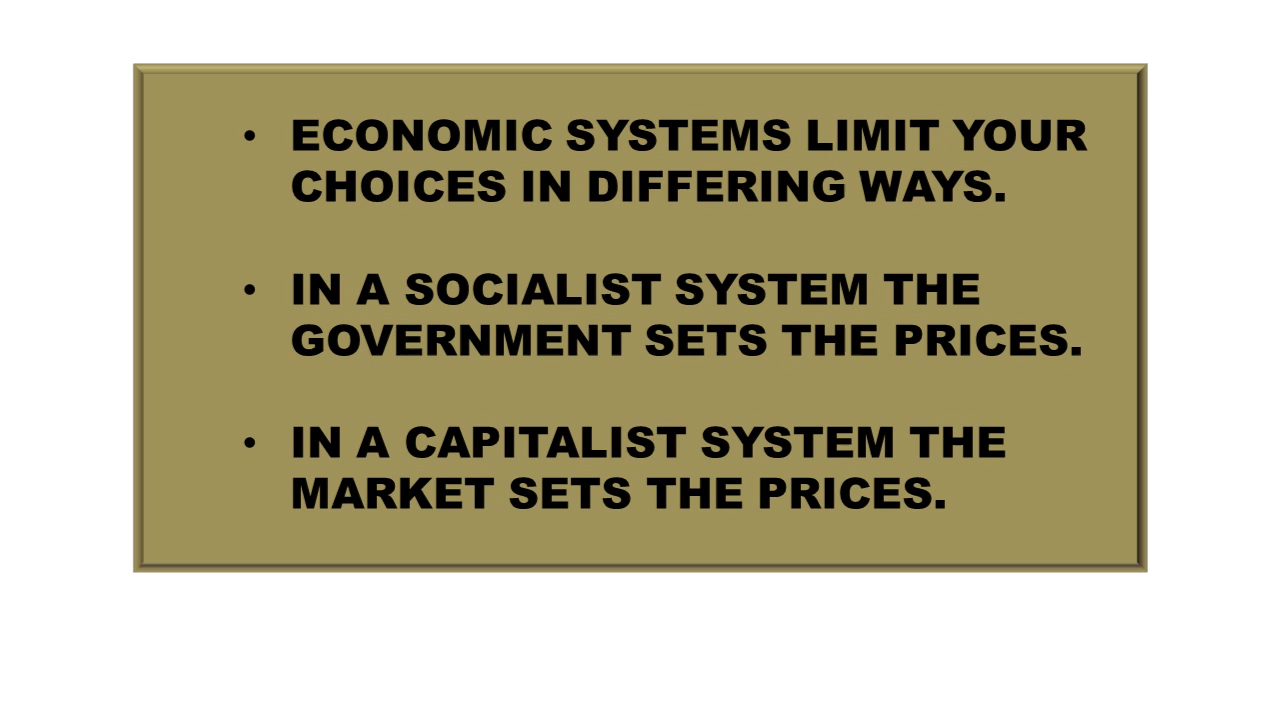 • ECONOMIC SYSTEMS LIMIT YOUR
CHOICES IN DIFFERING WAYS.
• IN A SOCIALIST SYSTEM THE
GOVERNMENT SETS THE PRICES.
• IN A CAPITALIST SYSTEM THE
MARKET SETS THE PRICES.